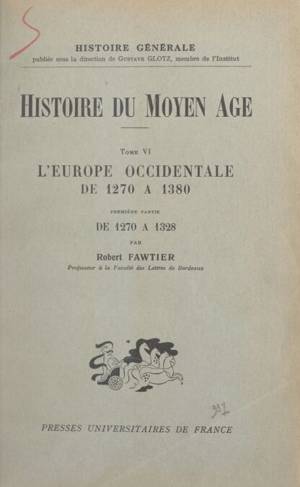 HISTOIRE GÉNÉRALE
publiée sous la direction de GUSTAVE GLOTZ, membre de l'Institut
HISTOIRE DU MOYEN AGE
TOME VI
L'EUROPE OCCIDENTALE
DE 1270 A 1380
PREMIÈRE PARTIE
DE 1270 A 1328
PAR
Robert FAWTIER
Professeur à la Faculté des Lettres de Bordeaux
PRESSES UNIVERSITAIRES DE FRANCE